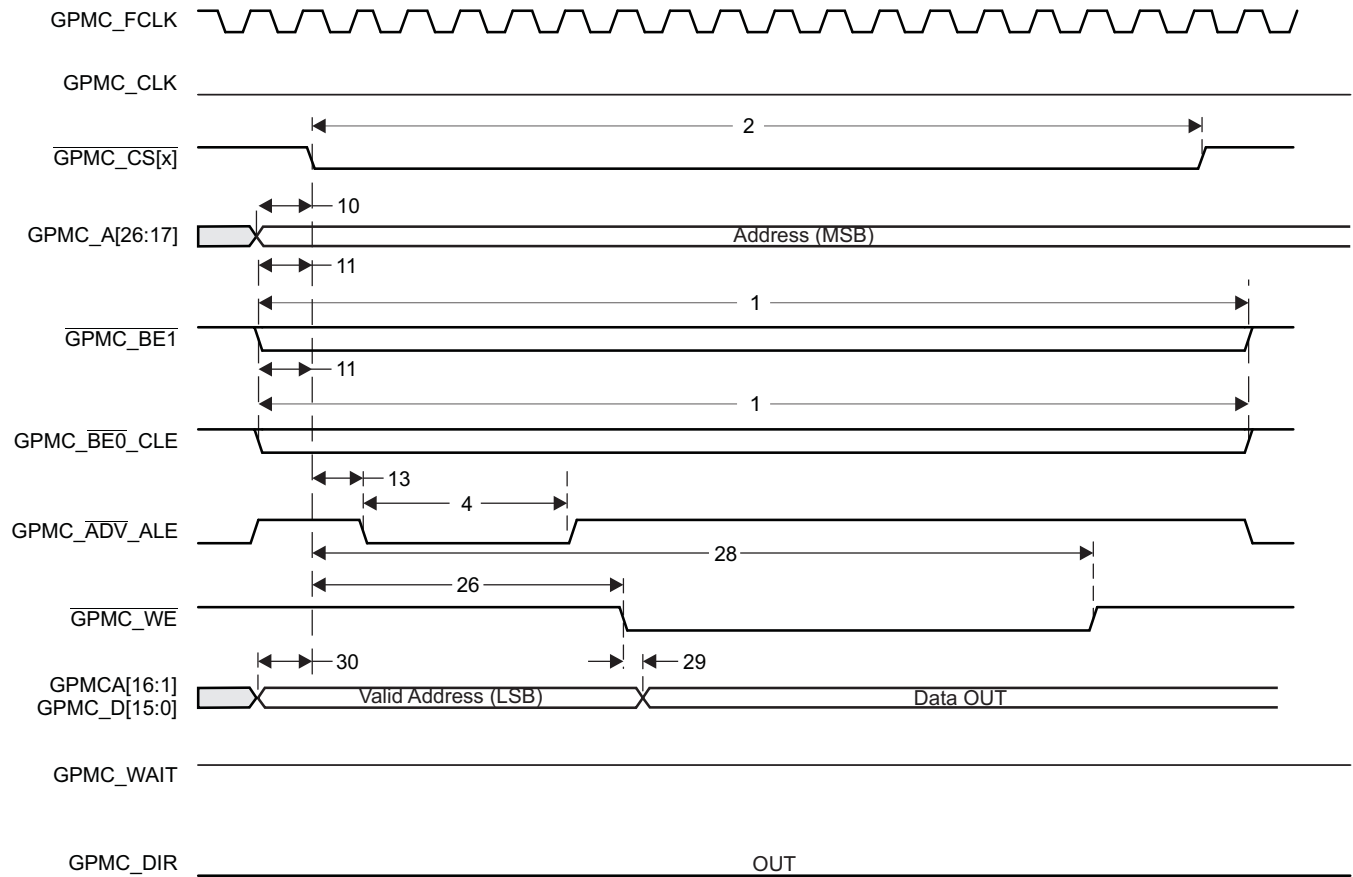 GPMC_FCLK
GPMC_CLK
2
GPMC_CS[x]
10
GPMC_A[26:17]
Address (MSB)
11
1
GPMC_BE1
11
1
GPMC_BE0_CLE
13
4
GPMC_ADV_ALE
28
26
GPMC_WE
30
29
GPMCA[16:1]
GPMC_D[15:0]
Valid Address (LSB)
Data OUT
GPMC_WAIT
GPMC_DIR
OUT